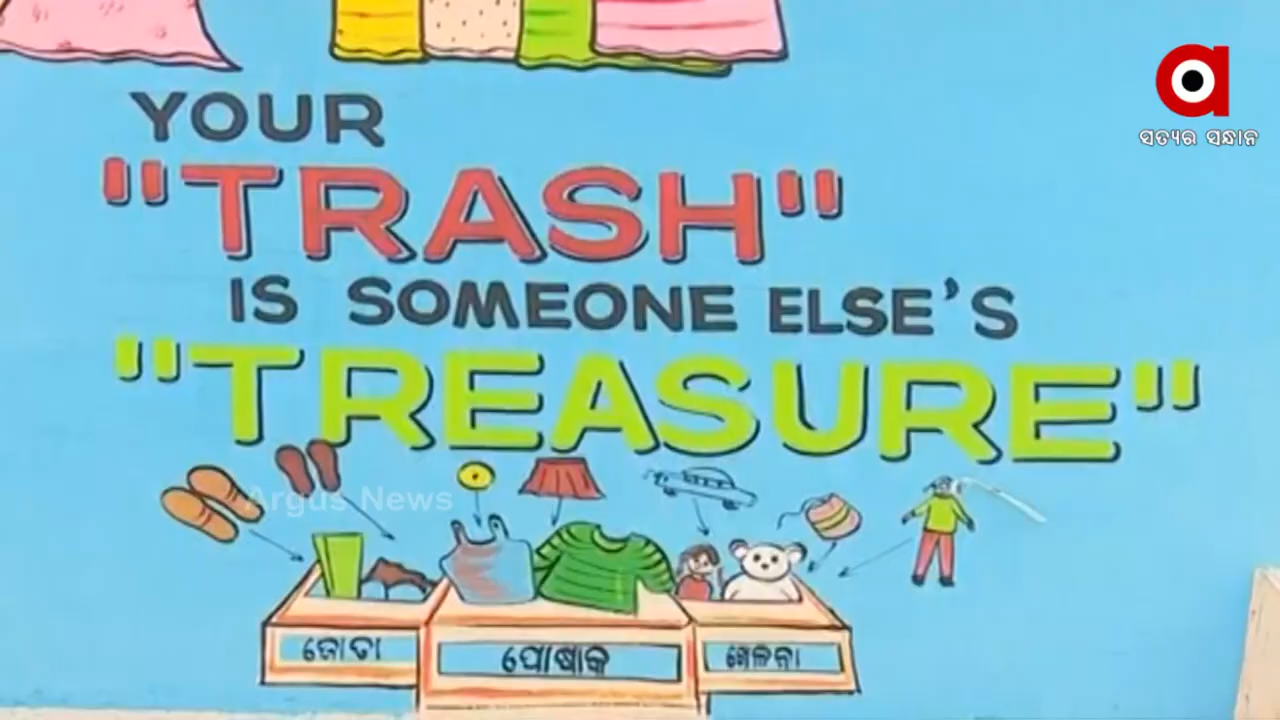 ସତ୍ୟର ସନ୍ଧାନ
YOUR
"TRASH"
IS SOMEONE ELSE'S
"TREASURE"
Argus News
ଜୋତା
ପୋଷାକ
ଖେଳନା